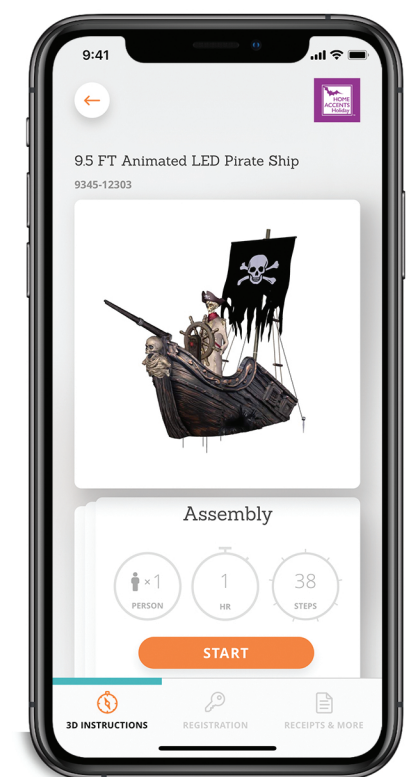 9:41
HOME
ACCENTS
Holiday
9.5 FT Animated LED Pirate Ship
9345-12303
Assembly
× 1
PERSON
1
HR
38
STEPS
START
3D INSTRUCTIONS
REGISTRATION
RECEIPTS & MORE